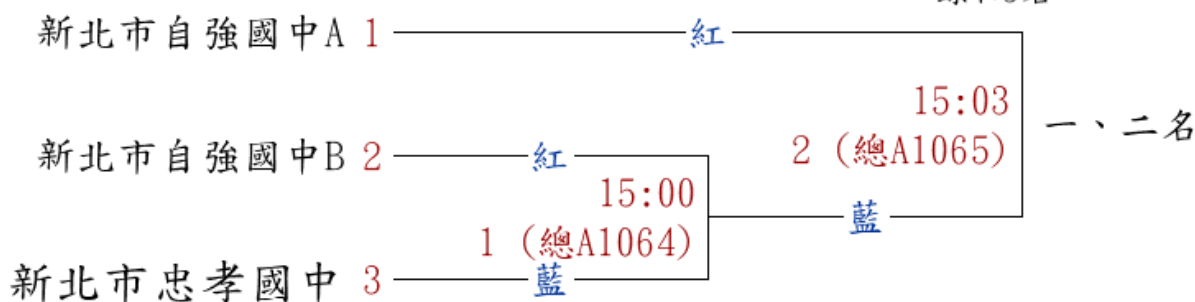 新北市自強國中A 1 紅
15:03
2 (總A1065)
一、二名
新北市自強國中B 2 紅
15:00
1 (總A1064)
藍
新北市忠孝國中 3 藍